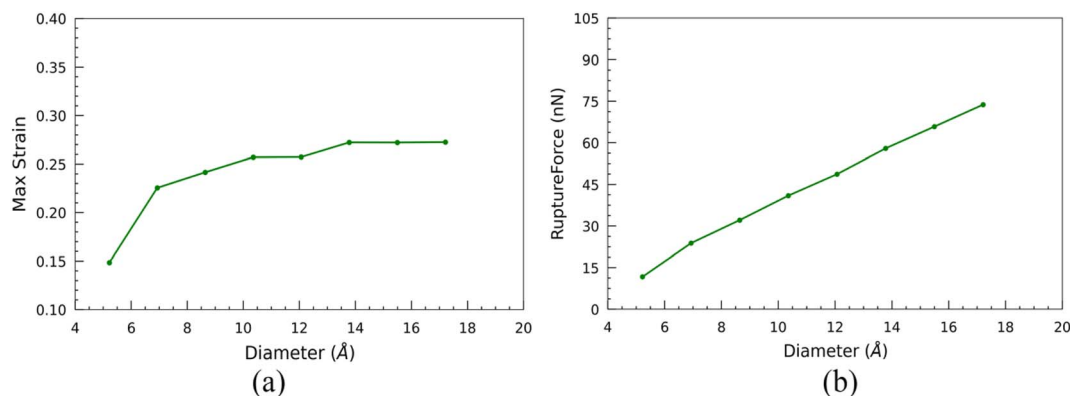 0.40
0.35
0.30
0.25
0.20
0.15
0.10
Max Strain
4 6 8 10 12 14 16 18 20
Diameter (Å)
(a)
105
90
75
60
45
30
15
0
RuptureForce (nN)
4 6 8 10 12 14 16 18 20
Diameter (Å)
(b)